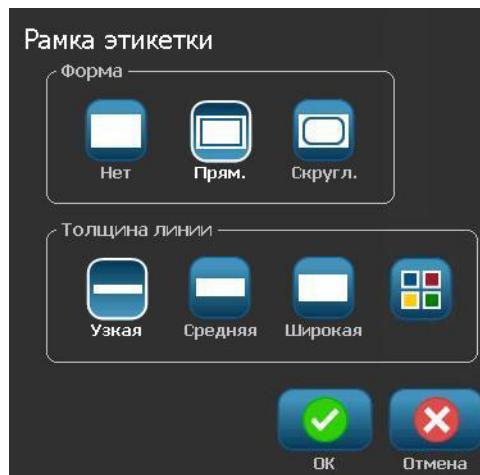 Рамка этикетки
Форма
Нет Прям. Скругл.
Толщина линии
Узкая Средняя Широкая
OK Отмена